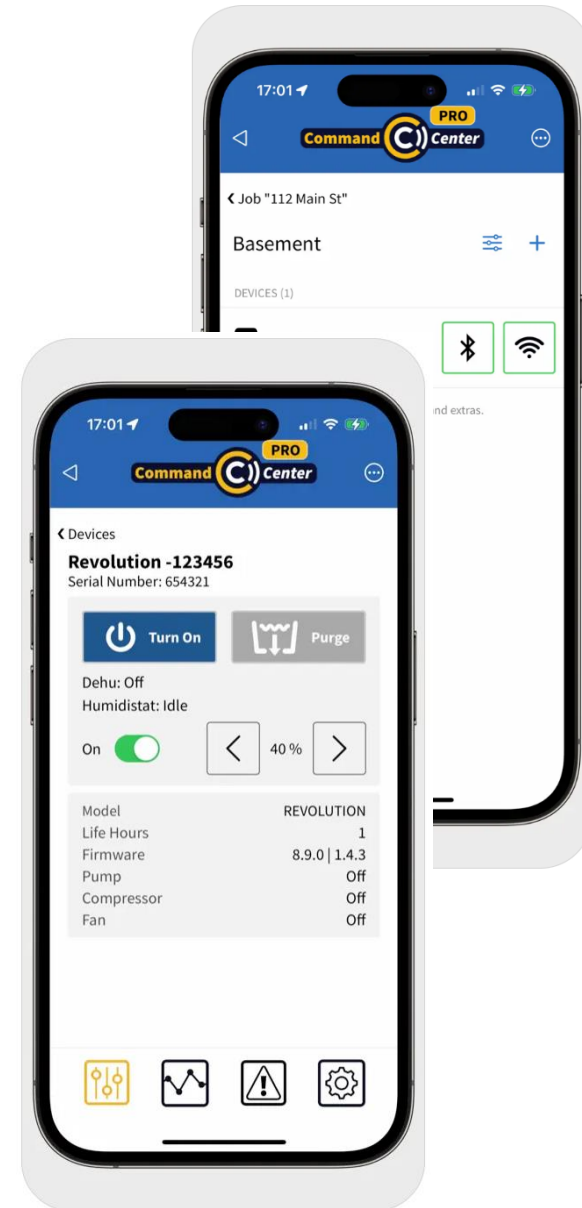 17:01
PRO
Command C Center
Job "112 Main St"
Basement
DEVICES (1)
nd extras.
17:01
PRO
Command C Center
Devices
Revolution -123456
Serial Number: 654321
Turn On
Purge
Dehu: Off
Humidistat: Idle
On
40 %
Model REVOLUTION
Life Hours 1
Firmware 8.9.0 | 1.4.3
Pump Off
Compressor Off
Fan Off